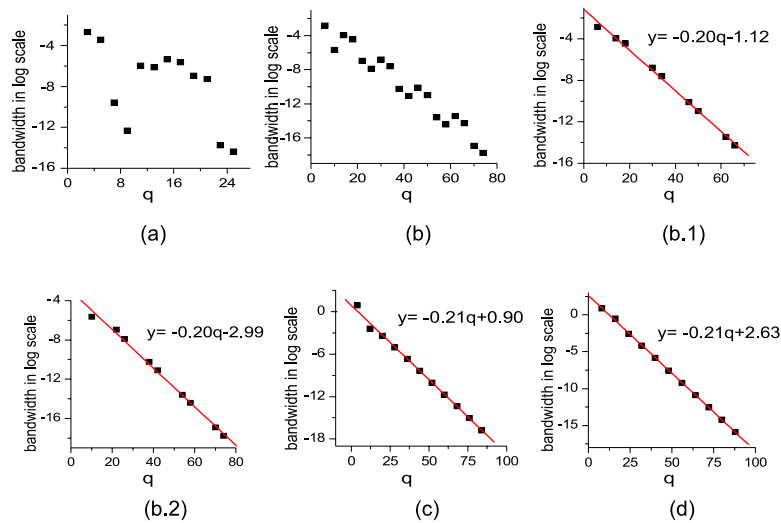 bandwidth in log scale
-4
-8
-12
-16
0
8
16
24
q
(a)
bandwidth in log scale
-4
-8
-12
-16
0
20
40
60
80
q
(b)
bandwidth in log scale
-4
-8
-12
-16
0
20
40
60
q
y= -0.20q-1.12
(b.1)
bandwidth in log scale
-4
-8
-12
-16
0
20
40
60
80
q
y= -0.20q-2.99
(b.2)
bandwidth in log scale
0
-6
-12
-18
0
25
50
75
100
q
y= -0.21q+0.90
(c)
bandwidth in log scale
0
-5
-10
-15
0
25
50
75
100
q
y= -0.21q+2.63
(d)